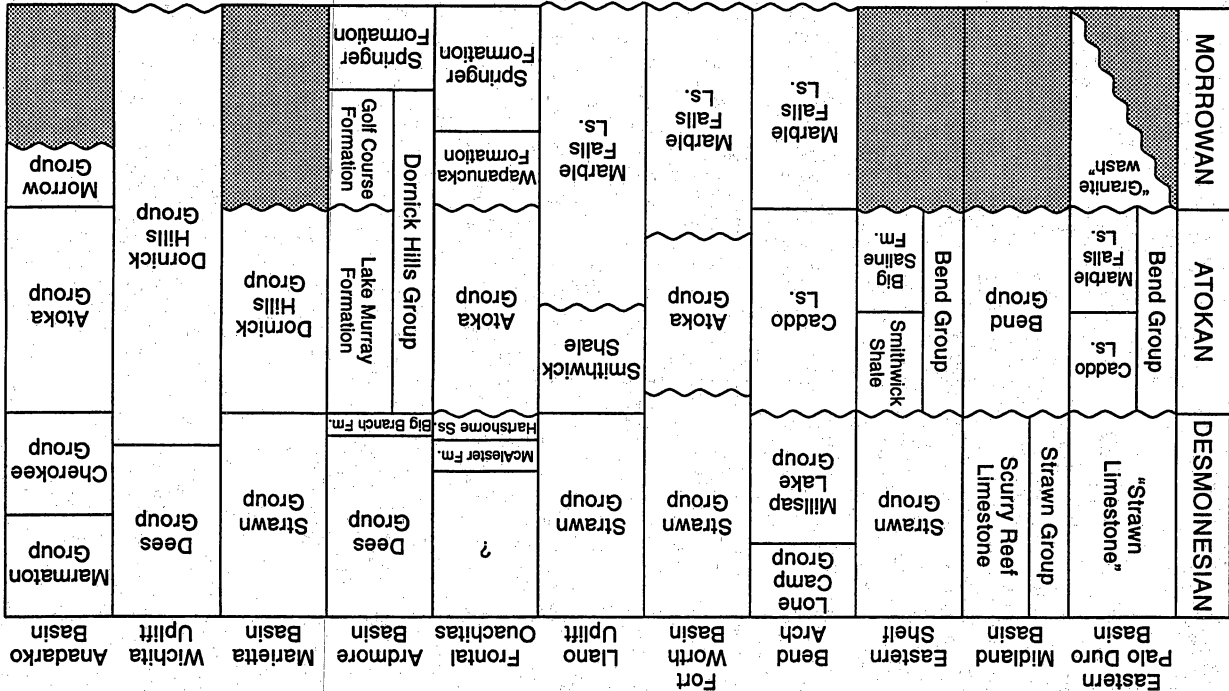 Eastern
Palo Duro
Basin
Midland
Basin
Eastern
Shelf
Bend
Arch
Fort
Worth
Basin
Llano
Uplift
Frontal
Ouachitas
Ardmore
Basin
Marietta
Basin
Wichita
Uplift
Anadarko
Basin
DESMOINESIAN
"Strawn
Limestone"
Strawn Group
Scurry Reef
Limestone
Strawn
Group
Lone
Camp
Group
Millsap
Lake
Group
Strawn
Group
Strawn
Group
?
McAlester Fm.
Hartshorne Ss.
Dees
Group
Big Branch Fm.
Strawn
Group
Dees
Group
Marmaton
Group
Cherokee
Group
ATOKAN
Bend Group
Caddo
Ls.
Marble
Falls
Ls.
Bend
Group
Bend Group
Smithwick
Shale
Big
Saline
Fm.
Caddo
Ls.
Atoka
Group
Smithwick
Shale
Atoka
Group
Dornick Hills Group
Lake Murray
Formation
Dornick
Hills
Group
Dornick
Hills
Group
Atoka
Group
MORROWAN
"Granite
wash"
Marble
Falls
Ls.
Marble
Falls
Ls.
Marble
Falls
Ls.
Wapanucka
Formation
Springer
Formation
Golf Course
Formation
Springer
Formation
Morrow
Group